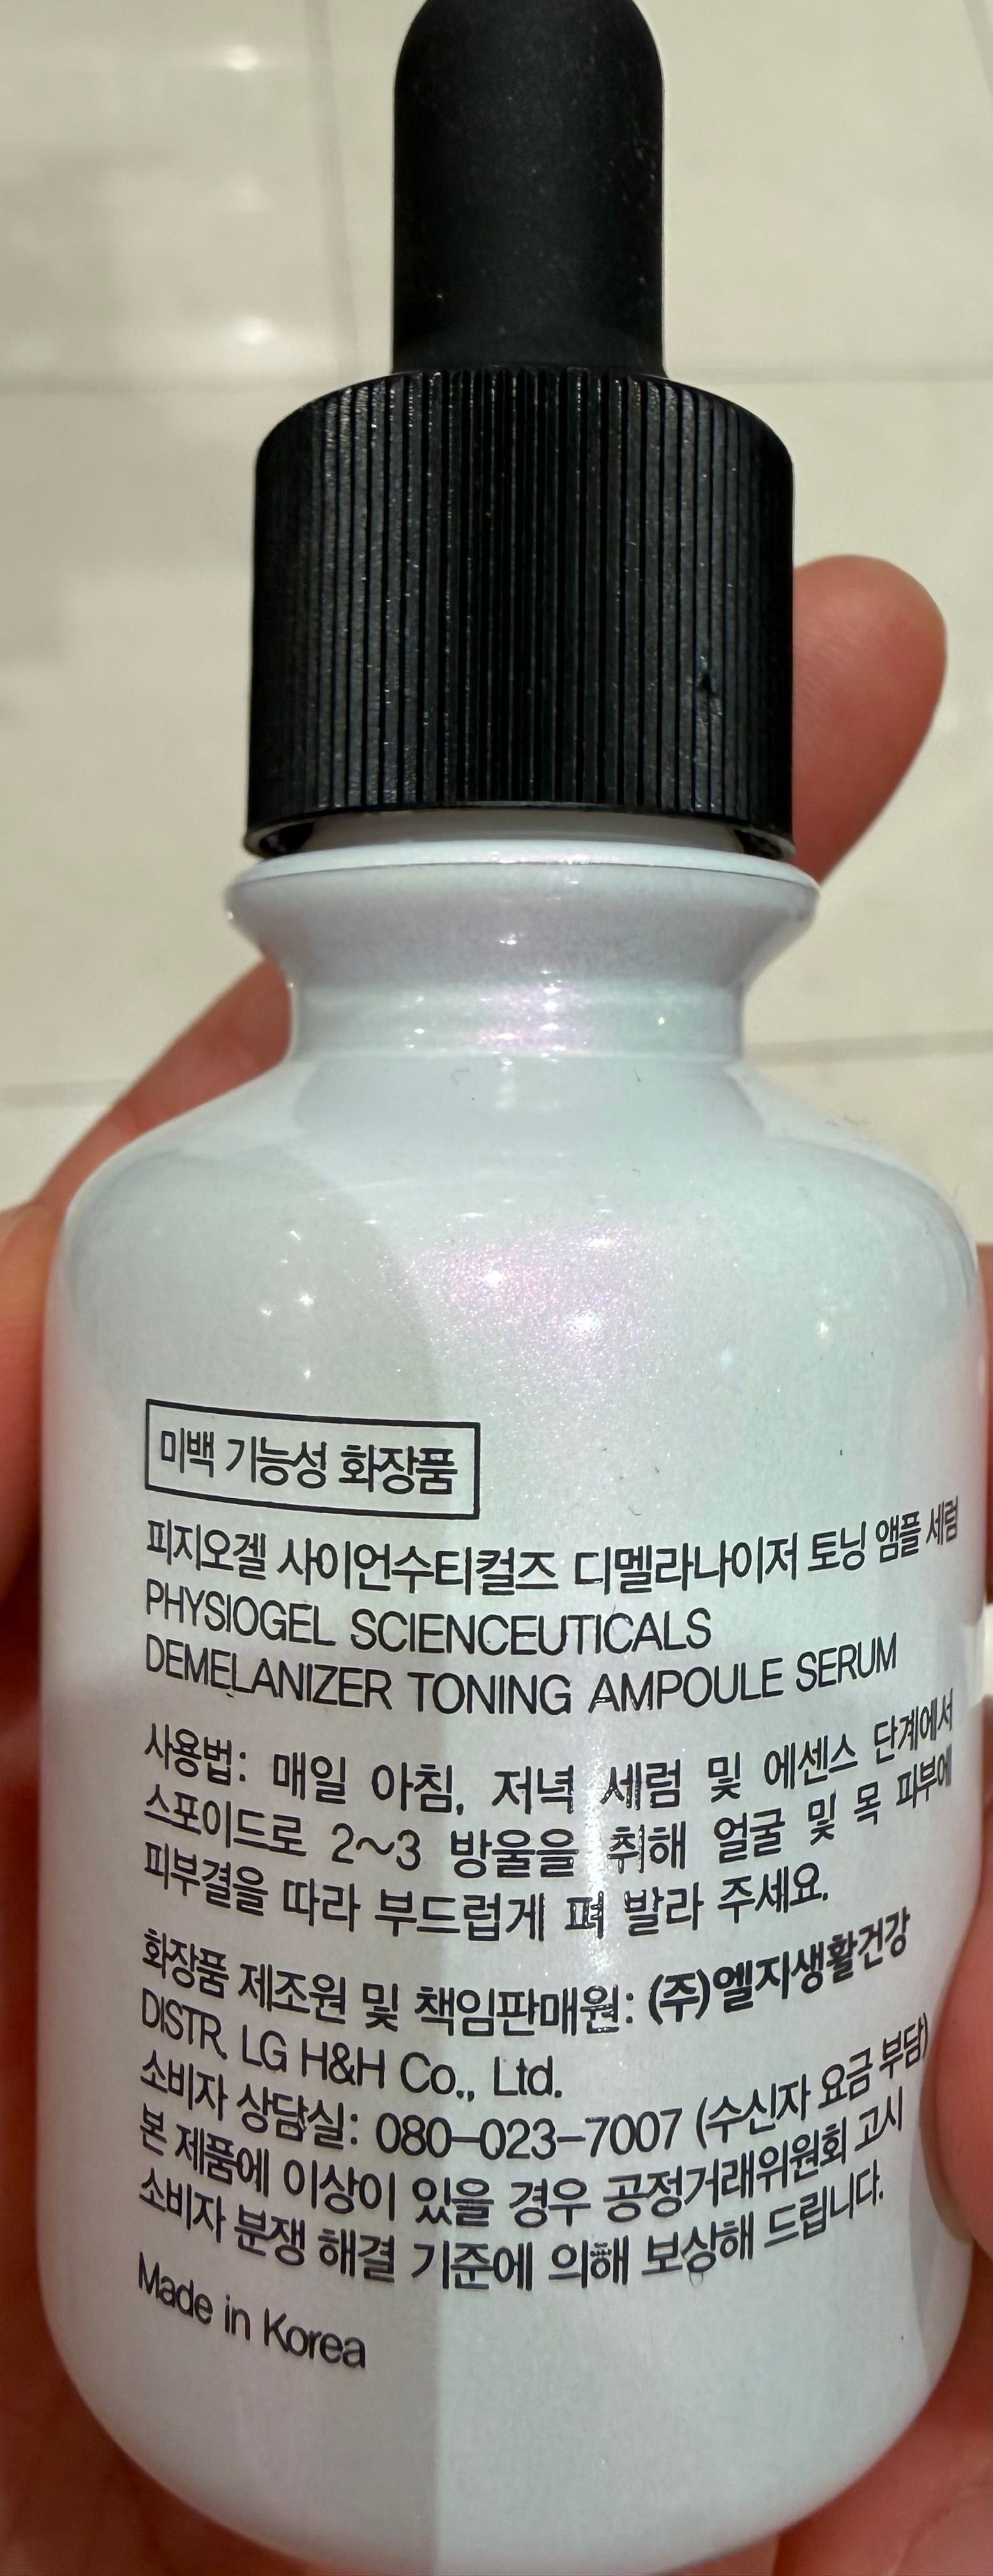 미백 기능성 화장품
피지오겔 사이언수티컬즈 디멜라나이저 토닝 앰플 세럼
PHYSIOGEL SCIENCEUTICALS
DEMELANIZER TONING AMPOULE SERUM
사용법: 매일 아침, 저녁 세럼 및 에센스 단계에서
스포이드로 2~3 방울을 취해 얼굴 및 목 피부에
피부결을 따라 부드럽게 펴 발라 주세요.
화장품 제조원 및 책임판매원: (주)엘지생활건강
DISTR. LG H&H Co., Ltd.
소비자 상담실: 080-023-7007 (수신자 요금 부담)
본 제품에 이상이 있을 경우 공정거래위원회 고시
소비자 분쟁 해결 기준에 의해 보상해 드립니다.
Made in Korea